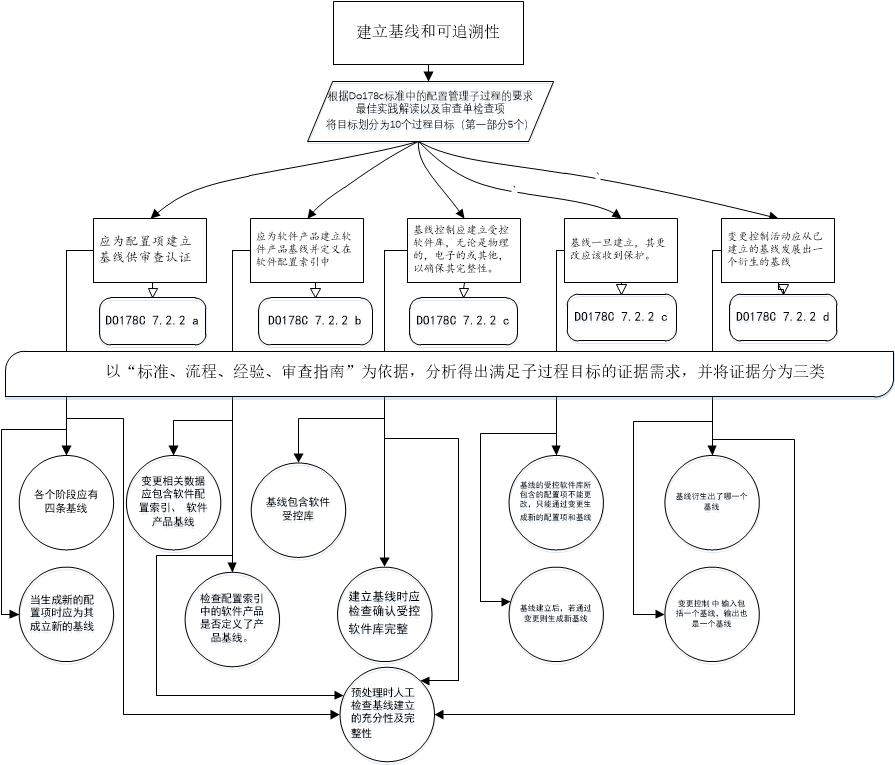 建立基线和可追溯性
根据Do178c标准中的配置管理子过程的要求
最佳实践解读以及审查单检查项
将目标划分为10个过程目标（第一部分5个）
应为配置项建立
基线供审查认证
应为软件产品建立软
件产品基线并定义在
软件配置索引中
基线控制应建立受控
软件库，无论是物理
的，电子的或其他，
以确保其完整性。
基线一旦建立，其更
改应该收到保护。
变更控制活动应从已
建立的基线发展出一
个衍生的基线
DO178C 7.2.2 a
DO178C 7.2.2 b
DO178C 7.2.2 c
DO178C 7.2.2 c
DO178C 7.2.2 d
以“标准、流程、经验、审查指南”为依据，分析得出满足子过程目标的证据需求，并将证据分为三类
各个阶段应有
四条基线
变更相关数据
应包含软件配
置索引、 软件
产品基线
基线包含软件
受控库
基线的受控软件库所
包含的配置项不能更
改，只能通过变更生
成新的配置项和基线
基线衍生出了哪一个
基线
当生成新的配
置项时应为其
成立新的基线
检查配置索引
中的软件产品
是否定义了产
品基线。
建立基线时应
检查确认受控
软件库完整
基线建立后，若通过
变更则生成新基线
变更控制 中 输入包
括一个基线，输出也
是一个基线
预处理时人工
检查基线建立
的充分性及完
整性